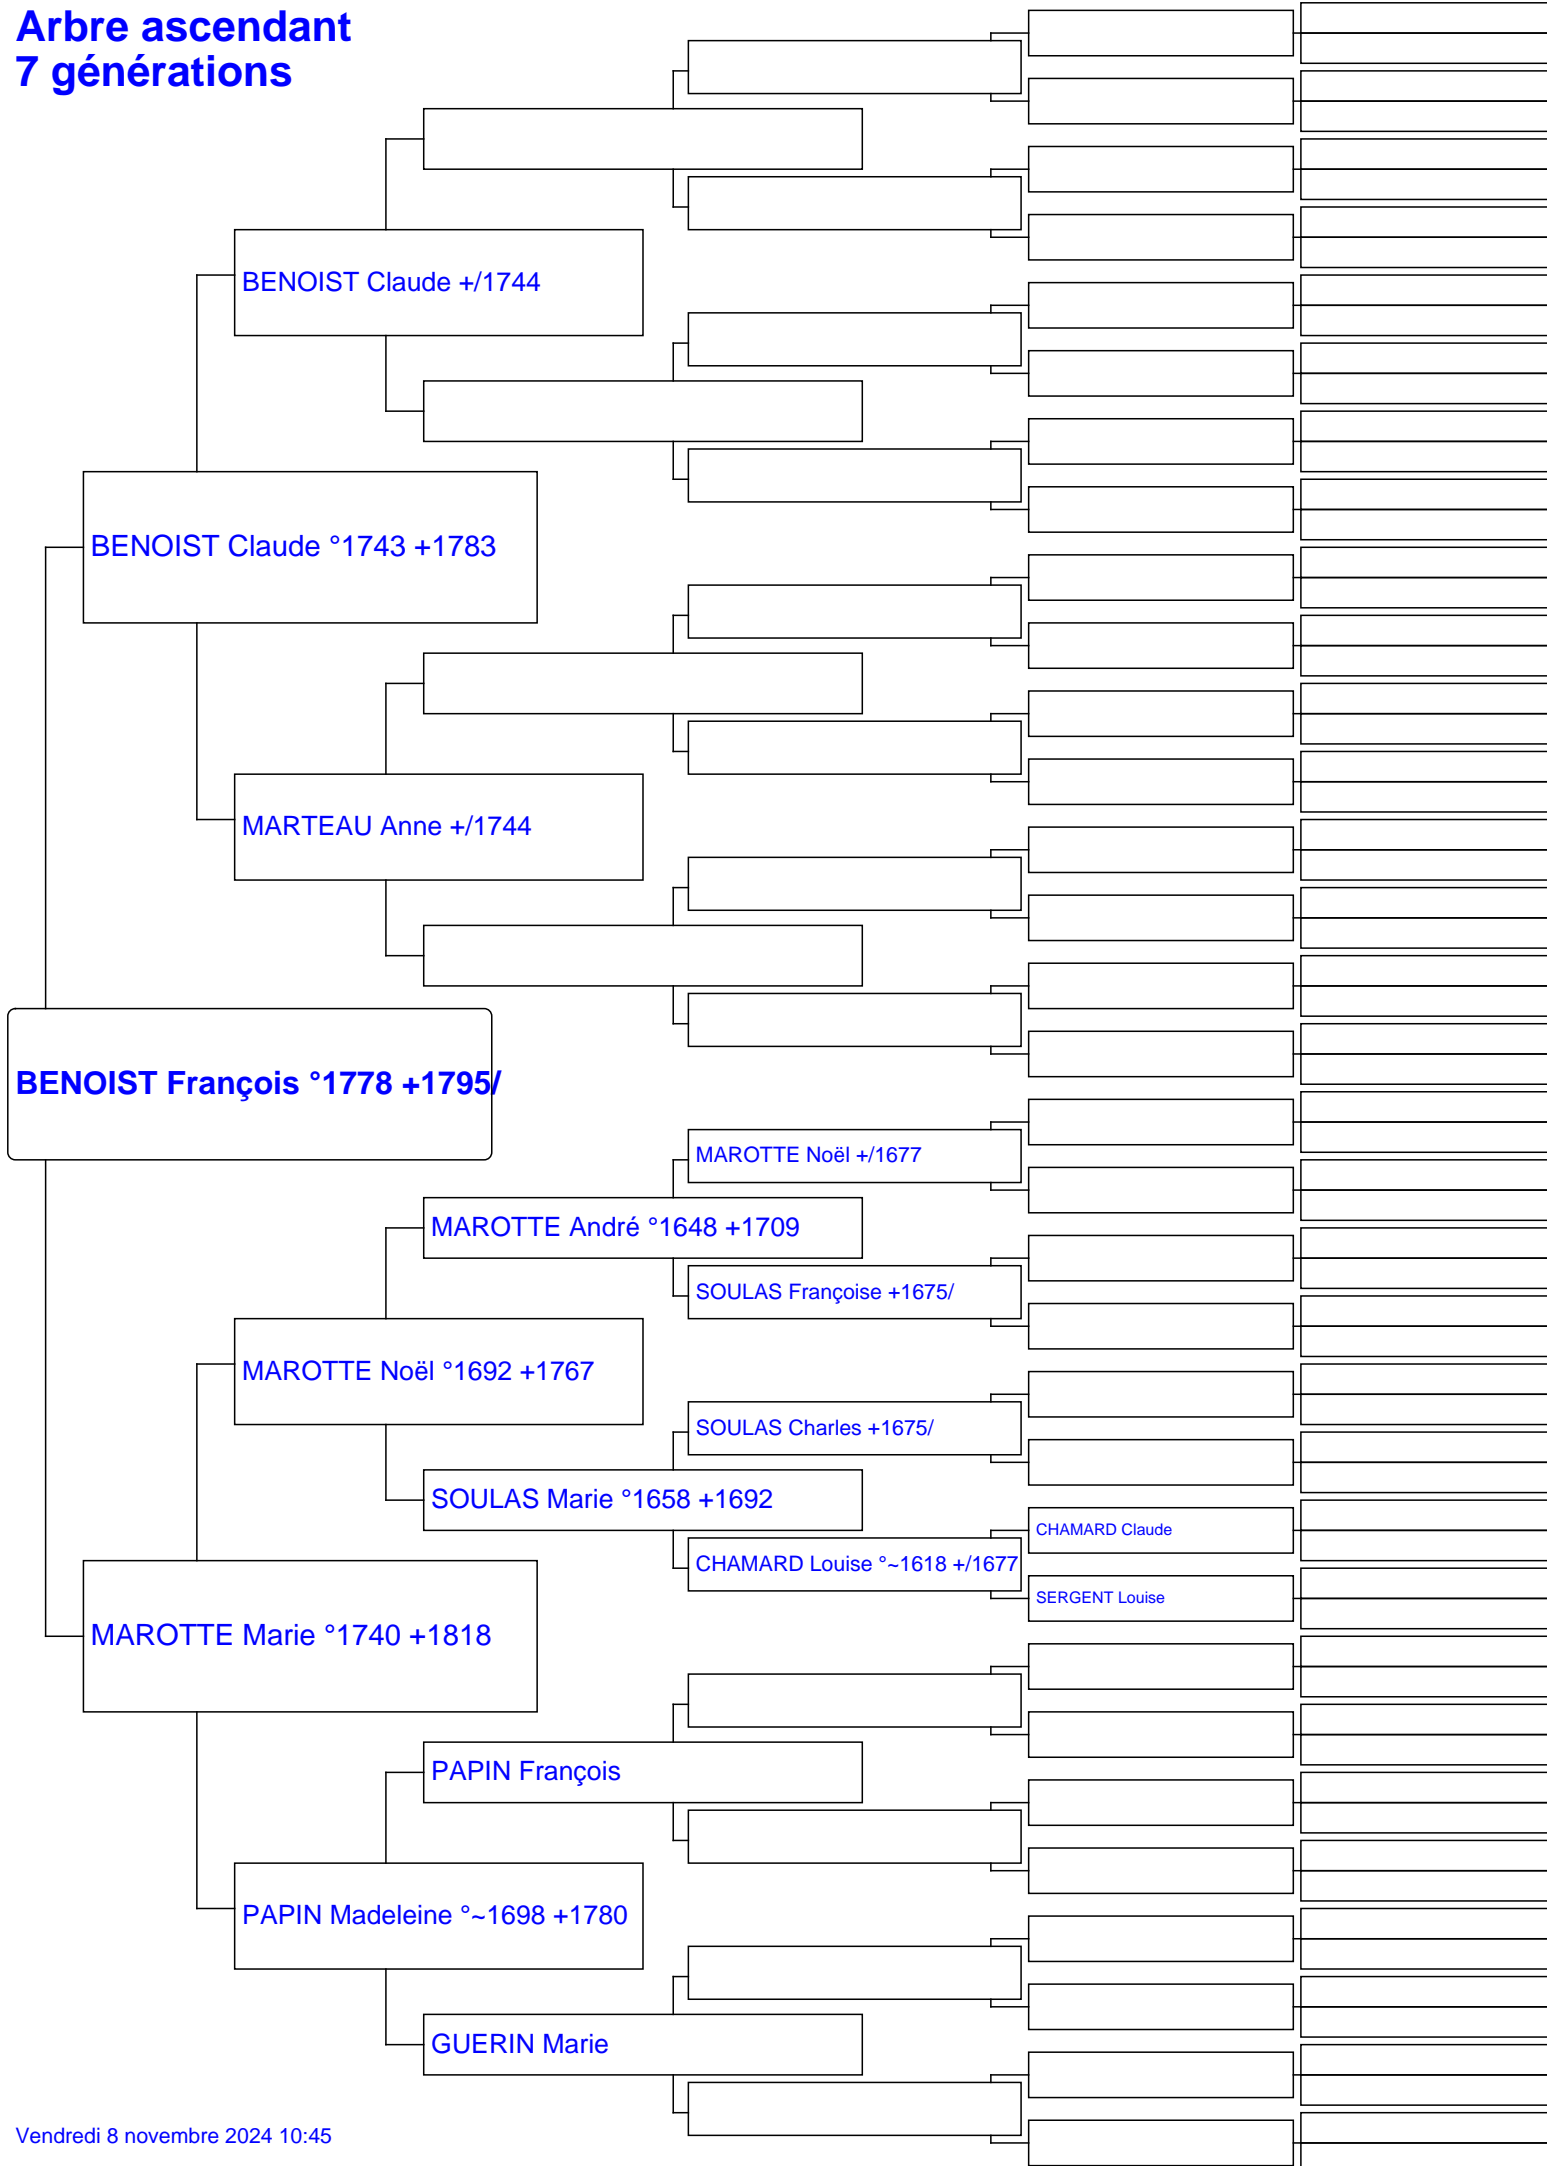 Arbre ascendant
7 générations
BENOIST Claude +/1744
BENOIST Claude °1743 +1783
MARTEAU Anne +/1744
BENOIST François °1778 +1795/
MAROTTE Noël +/1677
MAROTTE André °1648 +1709
SOULAS Françoise +1675/
MAROTTE Noël °1692 +1767
SOULAS Charles +1675/
SOULAS Marie °1658 +1692
CHAMARD Claude
CHAMARD Louise °~1618 +/1677
SERGENT Louise
MAROTTE Marie °1740 +1818
PAPIN François
PAPIN Madeleine °~1698 +1780
GUERIN Marie
Vendredi 8 novembre 2024 10:45